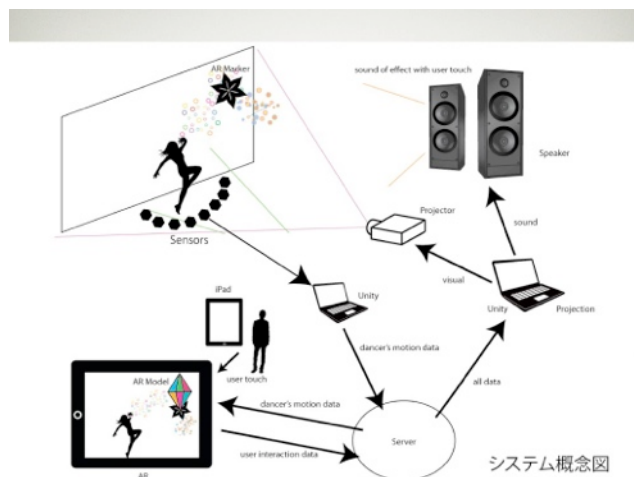 AR Marker
sound of effect with user touch
Speaker
Sensors
Projector
sound
iPad
Unity
visual
Unity
Projection
user touch
dancer's motion data
all data
AR Model
dancer's motion data
Server
user interaction data
システム概念図
AR